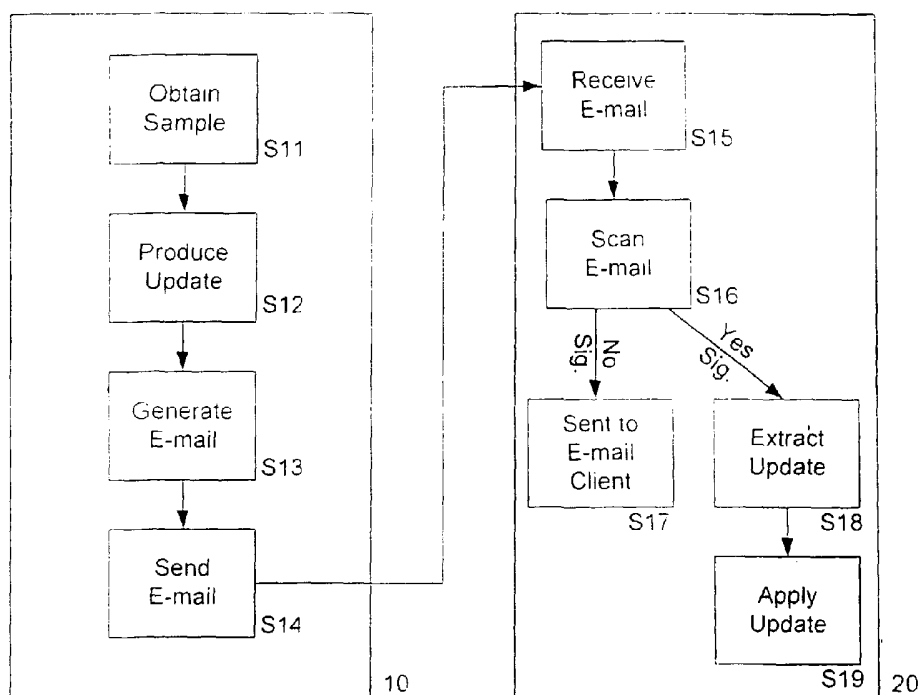 Obtain
Sample
S11
Produce
Update
S12
Generate
E-mail
S13
Send
E-mail
S14
10
Receive
E-mail
S15
Scan
E-mail
S16
No
Sig.
Yes
Sig.
Sent to
E-mail
Client
S17
Extract
Update
S18
Apply
Update
S19
20